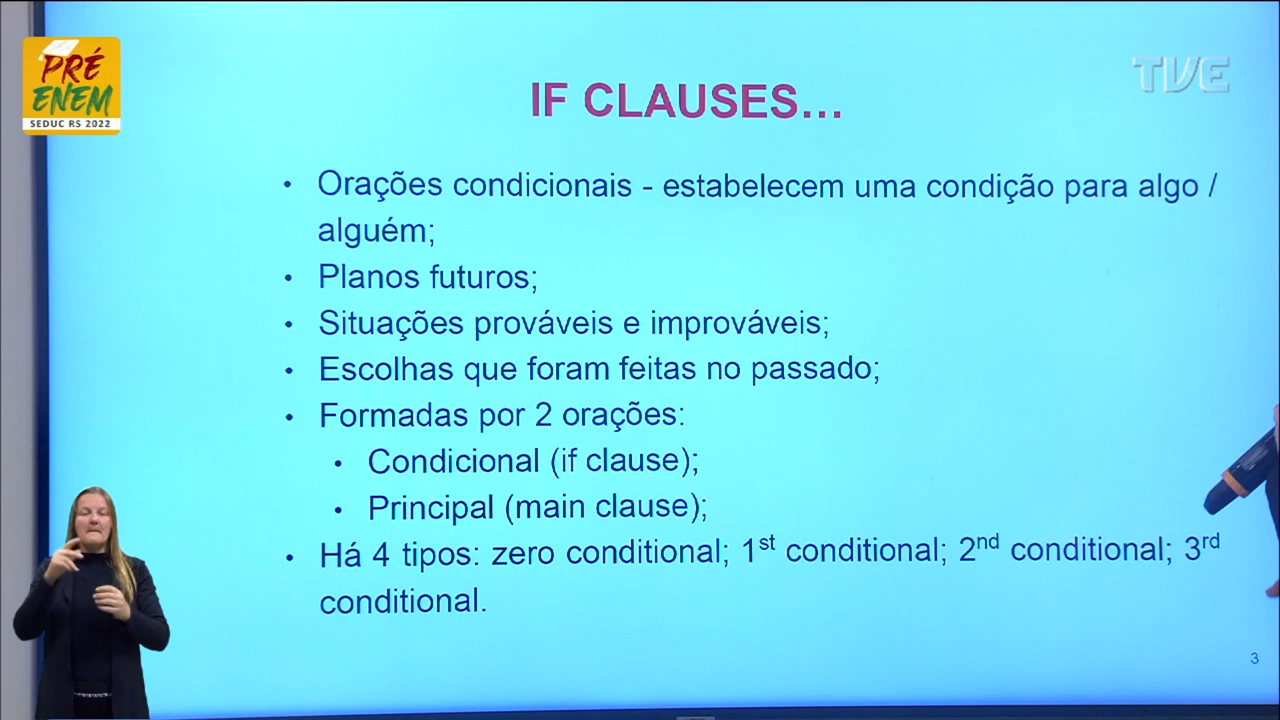 PRÉ
ENEM
SEDUC RS 2022
TVE
IF CLAUSES...
• Orações condicionais - estabelecem uma condição para algo /
alguém;
• Planos futuros;
• Situações prováveis e improváveis;
• Escolhas que foram feitas no passado;
• Formadas por 2 orações:
• Condicional (if clause);
• Principal (main clause);
• Há 4 tipos: zero conditional; 1st conditional; 2nd conditional; 3rd
conditional.
3